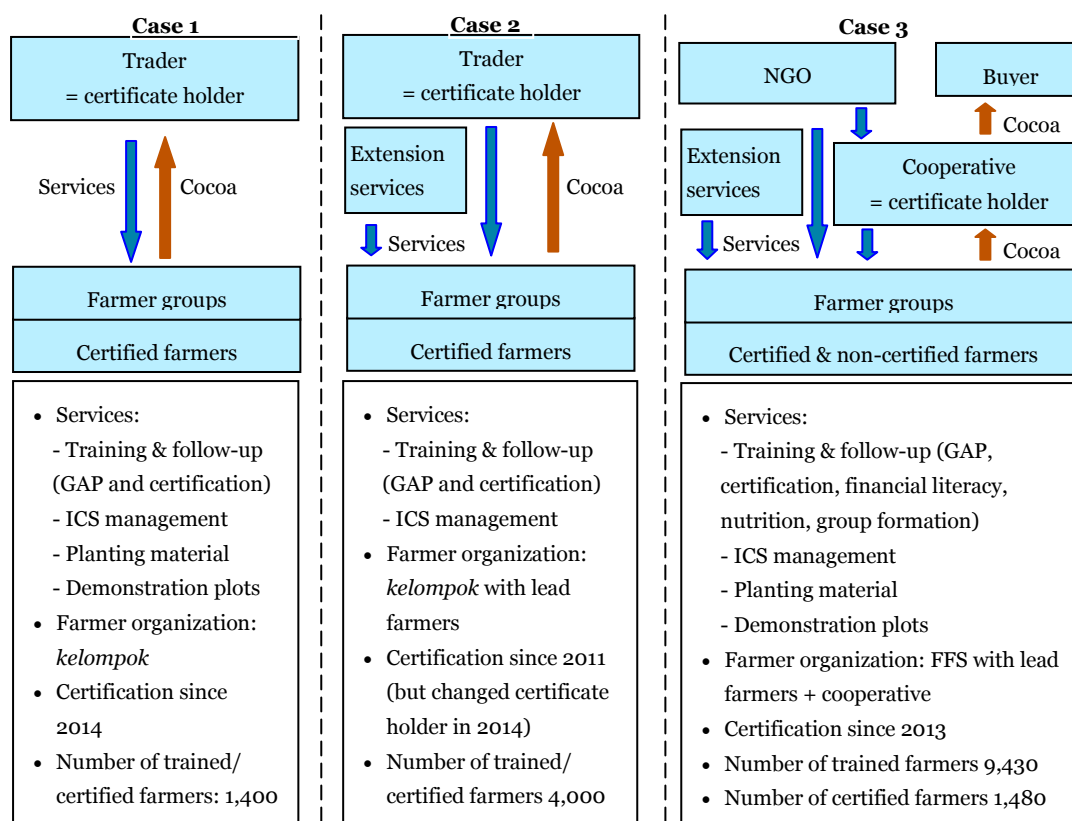 Case 1
Trader
= certificate holder
Services
Cocoa
Farmer groups
Certified farmers
• Services:
- Training & follow-up
(GAP and certification)
- ICS management
- Planting material
- Demonstration plots
• Farmer organization:
kelompok
• Certification since
2014
• Number of trained/
certified farmers: 1,400
Case 2
Trader
= certificate holder
Extension
services
Cocoa
Services
Farmer groups
Certified farmers
• Services:
- Training & follow-up
(GAP and certification)
- ICS management
• Farmer organization:
kelompok with lead
farmers
• Certification since 2011
(but changed certificate
holder in 2014)
• Number of trained/
certified farmers 4,000
Case 3
NGO
Buyer
Cocoa
Extension
services
Cooperative
= certificate holder
Services
Cocoa
Farmer groups
Certified & non-certified farmers
• Services:
- Training & follow-up (GAP,
certification, financial literacy,
nutrition, group formation)
- ICS management
- Planting material
- Demonstration plots
• Farmer organization: FFS with lead
farmers + cooperative
• Certification since 2013
• Number of trained farmers 9,430
• Number of certified farmers 1,480